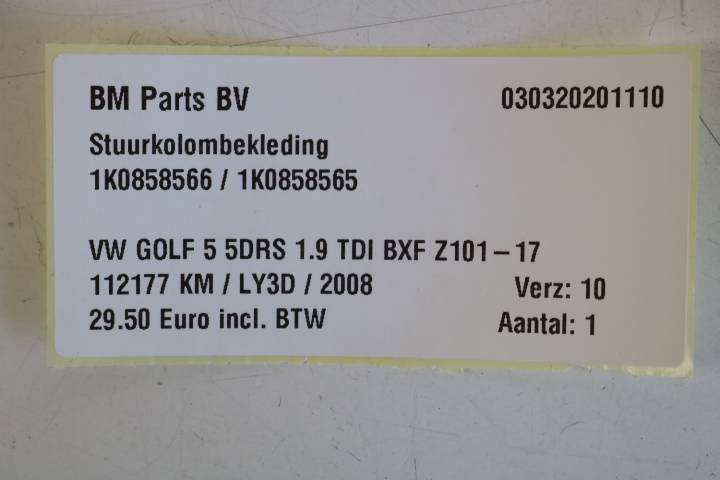 BM Parts BV 030320201110
Stuurkolombekleding
1K0858566 / 1K0858565
VW GOLF 5 5DRS 1.9 TDI BXF Z101-17
112177 KM / LY3D / 2008 Verz: 10
29.50 Euro incl. BTW Aantal: 1